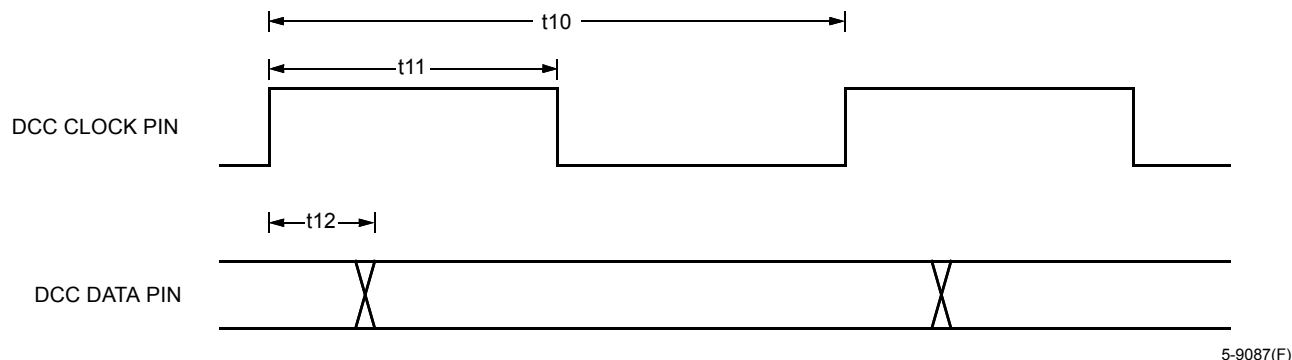 t10
t11
DCC CLOCK PIN
t12
DCC DATA PIN
5-9087(F)